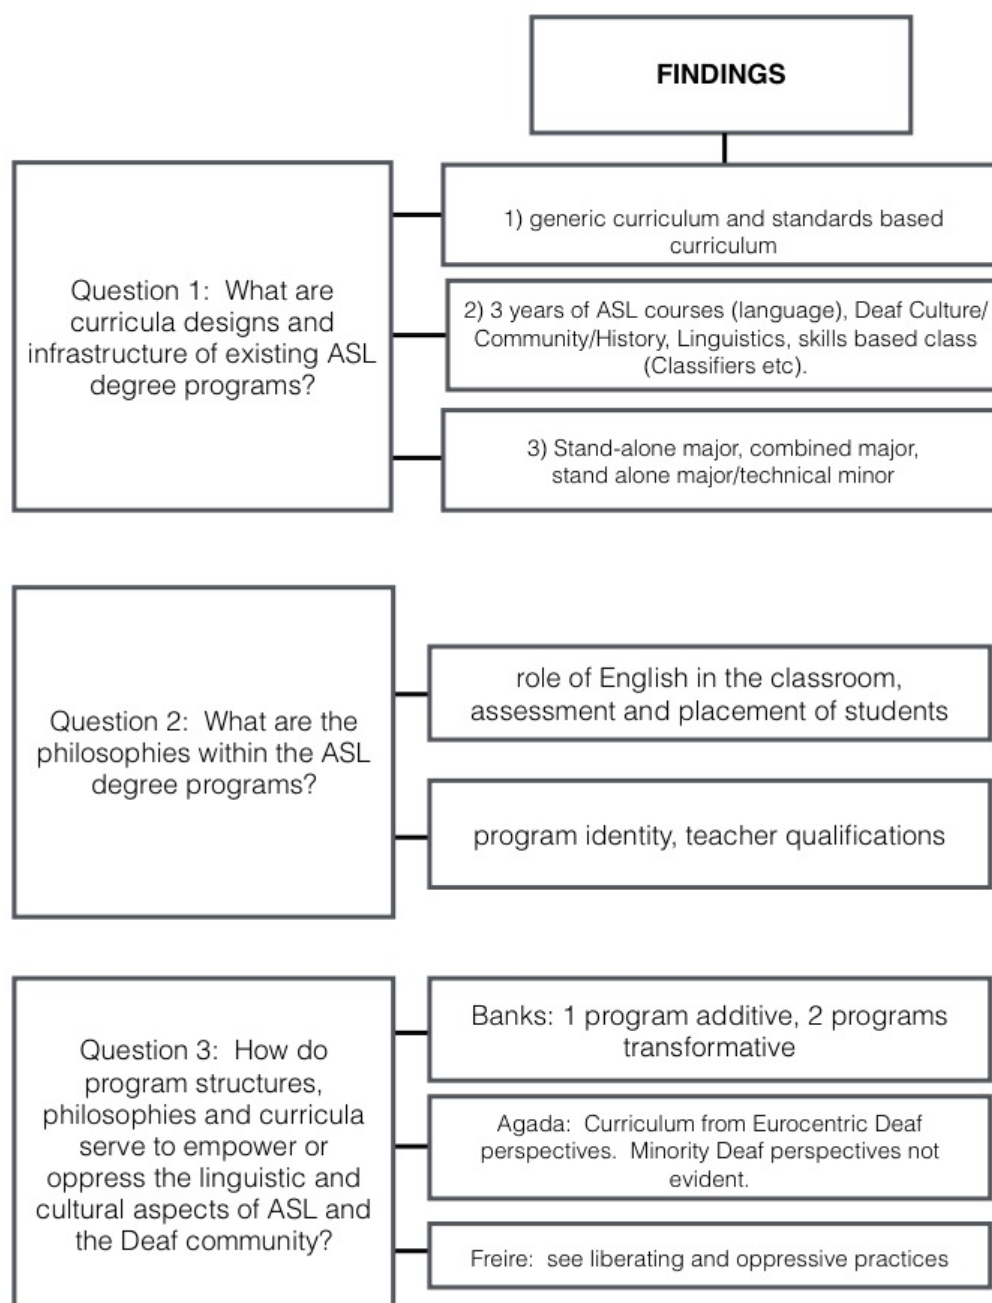 FINDINGS
Question 1:  What are
curricula designs and
infrastructure of existing ASL
degree programs?
1) generic curriculum and standards based
curriculum
2) 3 years of ASL courses (language), Deaf Culture/
Community/History, Linguistics, skills based class
(Classifiers etc).
3) Stand-alone major, combined major,
stand alone major/technical minor
Question 2:  What are the
philosophies within the ASL
degree programs?
role of English in the classroom,
assessment and placement of students
program identity, teacher qualifications
Question 3:  How do
program structures,
philosophies and curricula
serve to empower or
oppress the linguistic and
cultural aspects of ASL and
the Deaf community?
Banks: 1 program additive, 2 programs
transformative
Agada:  Curriculum from Eurocentric Deaf
perspectives.  Minority Deaf perspectives not
evident.
Freire:  see liberating and oppressive practices